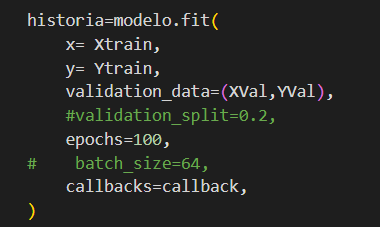 historia=modelo.fit(
    x= Xtrain,
    y= Ytrain,
    validation_data=(XVal,YVal),
    #validation_split=0.2,
    epochs=100,
#    batch_size=64,
    callbacks=callback,
)